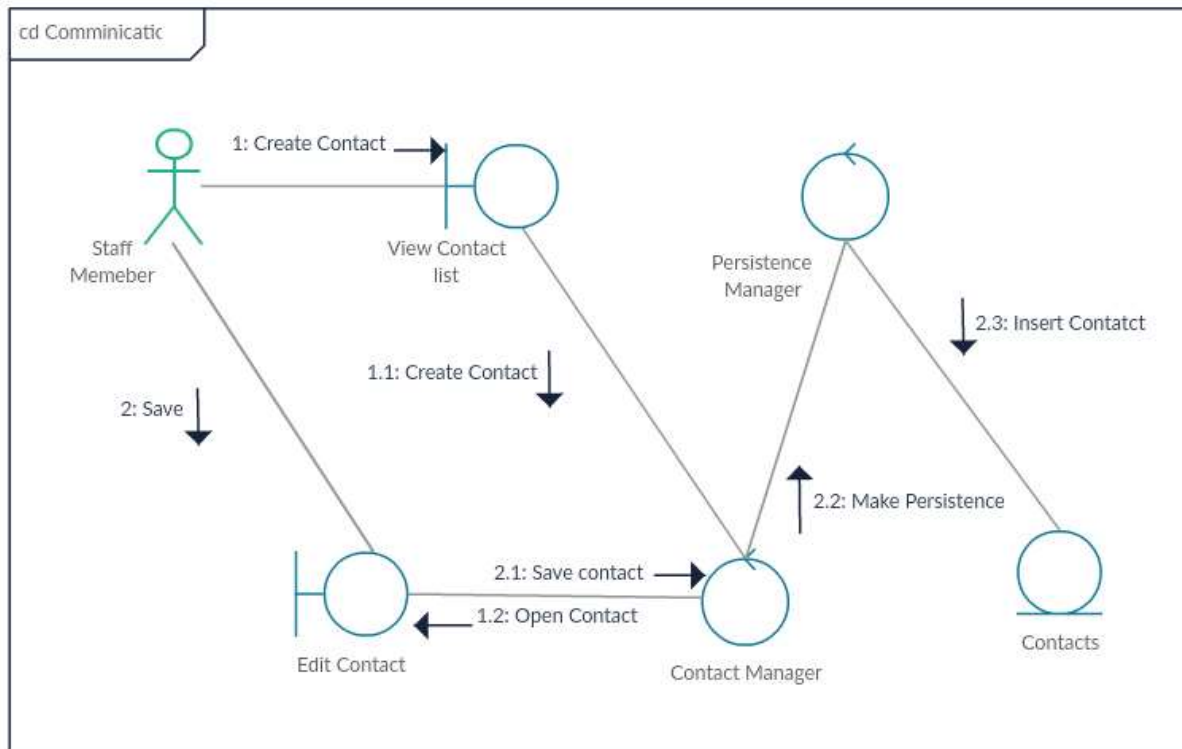 cd Comminicatic
1: Create Contact
Staff
Memeber
View Contact
list
Persistence
Manager
2.3: Insert Contatct
1.1: Create Contact
2: Save
2.2: Make Persistence
2.1: Save contact
1.2: Open Contact
Edit Contact
Contact Manager
Contacts